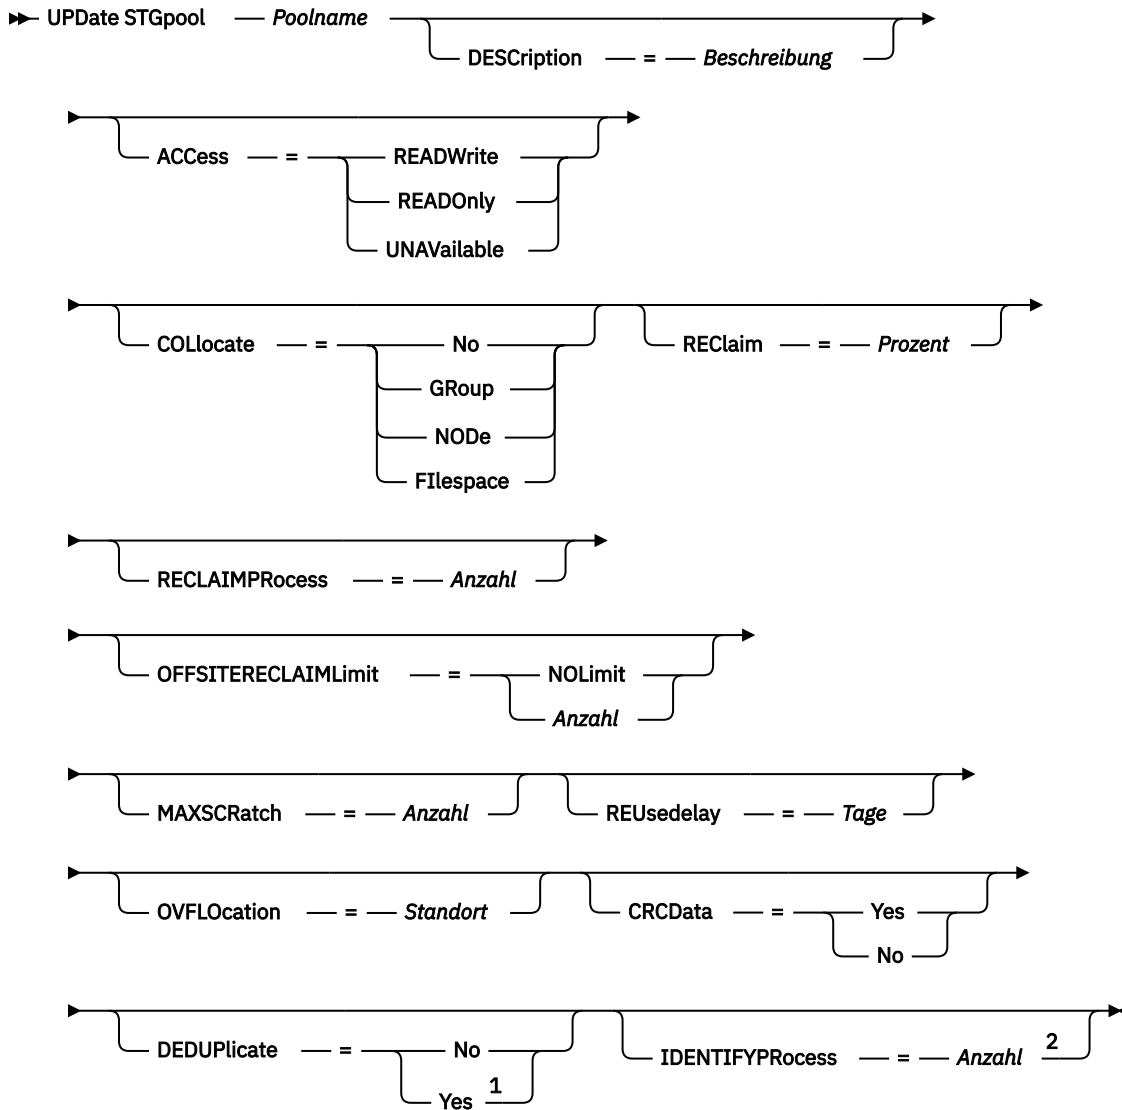 UPDate STGpool Poolname
DESCription = Beschreibung
ACCess = READWrite
READOnly
UNAVailable
COLlocate = No REClaim = Prozent
GRoup
NODe
FIlespace
RECLAIMPRocess = Anzahl
OFFSITERECLAIMLimit = NOLimit
Anzahl
MAXSCRatch = Anzahl REUsedelay = Tage
OVFLOcation = Standort CRCData = Yes
No
DEDUPlicate = No IDENTIFYPRocess = Anzahl 2
Yes 1